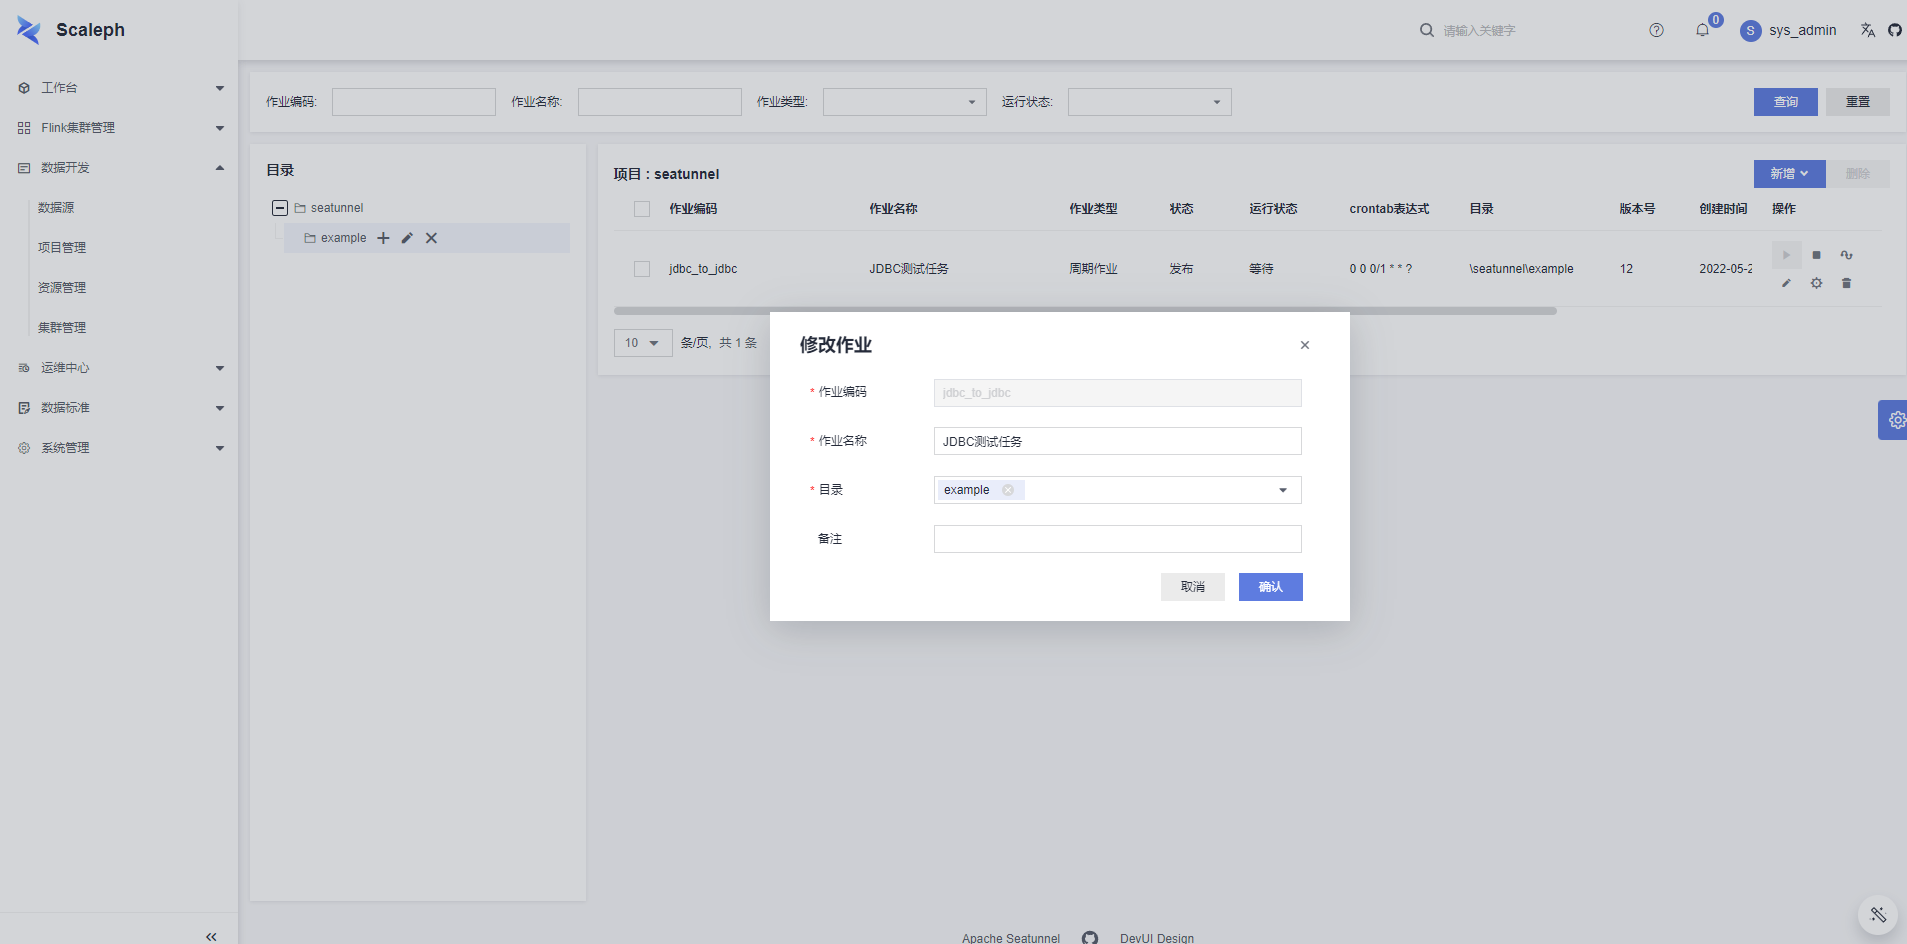 Scaleph
请输入关键字
0
S
sys_admin
工作台
Flink集群管理
数据开发
数据源
项目管理
资源管理
集群管理
运维中心
数据标准
系统管理
作业编码:
作业名称:
作业类型:
运行状态:
查询
重置
目录
seatunnel
example
项目 : seatunnel
新增
删除
作业编码 作业名称 作业类型 状态 运行状态 crontab表达式 目录 版本号 创建时间 操作
jdbc_to_jdbc JDBC测试任务 周期作业 发布 等待 0 0 0/1 * * ? \seatunnel\example 12 2022-05-2
10 条/页, 共 1 条
修改作业
* 作业编码 jdbc_to_jdbc
* 作业名称 JDBC测试任务
* 目录 example
备注
取消
确认
Apache Seatunnel
DevUI Design